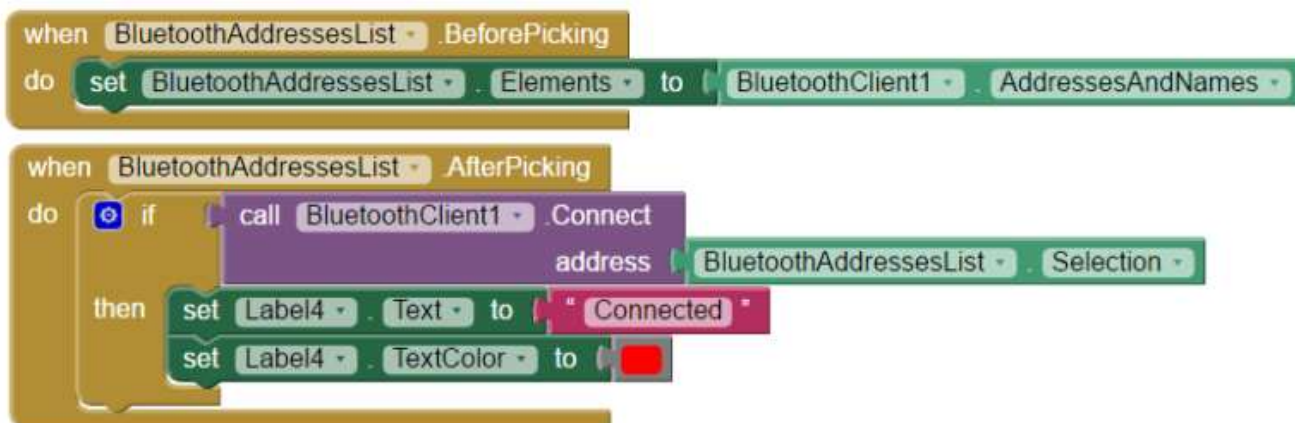 when BluetoothAddressesList .BeforePicking
do set BluetoothAddressesList . Elements to BluetoothClient1 . AddressesAndNames
when BluetoothAddressesList .AfterPicking
do if call BluetoothClient1 .Connect
address BluetoothAddressesList . Selection
then set Label4 . Text to " Connected "
set Label4 . TextColor to